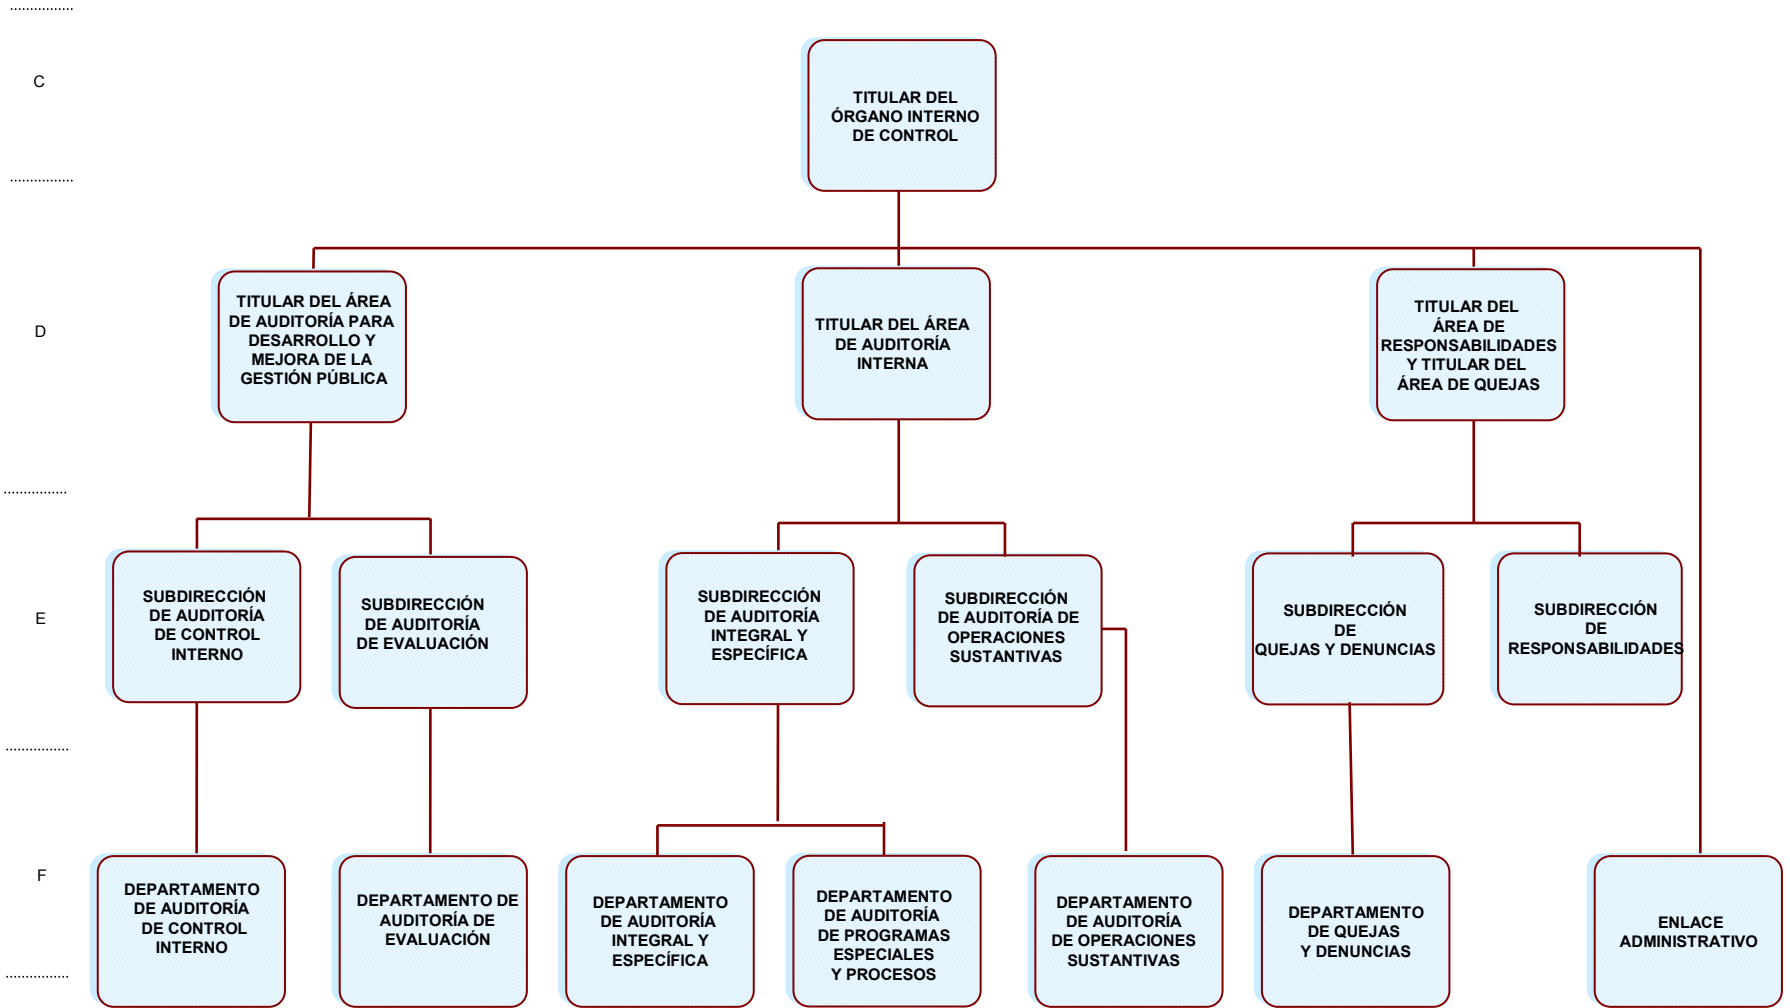 C
TITULAR DEL
ÓRGANO INTERNO
DE CONTROL
D
TITULAR DEL ÁREA
DE AUDITORÍA PARA
DESARROLLO Y
MEJORA DE LA
GESTIÓN PÚBLICA
TITULAR DEL ÁREA
DE AUDITORÍA
INTERNA
TITULAR DEL
ÁREA DE
RESPONSABILIDADES
Y TITULAR DEL
ÁREA DE QUEJAS
E
SUBDIRECCIÓN
DE AUDITORÍA
DE CONTROL
INTERNO
SUBDIRECCIÓN
DE AUDITORÍA
DE EVALUACIÓN
SUBDIRECCIÓN
DE AUDITORÍA
INTEGRAL Y
ESPECÍFICA
SUBDIRECCIÓN
DE AUDITORÍA DE
OPERACIONES
SUSTANTIVAS
SUBDIRECCIÓN
DE
QUEJAS Y DENUNCIAS
SUBDIRECCIÓN
DE
RESPONSABILIDADES
F
DEPARTAMENTO
DE AUDITORÍA
DE CONTROL
INTERNO
DEPARTAMENTO DE
AUDITORÍA DE
EVALUACIÓN
DEPARTAMENTO
DE AUDITORÍA
INTEGRAL Y
ESPECÍFICA
DEPARTAMENTO
DE AUDITORÍA
DE PROGRAMAS
ESPECIALES
Y PROCESOS
DEPARTAMENTO
DE AUDITORÍA
DE OPERACIONES
SUSTANTIVAS
DEPARTAMENTO
DE QUEJAS
Y DENUNCIAS
ENLACE
ADMINISTRATIVO